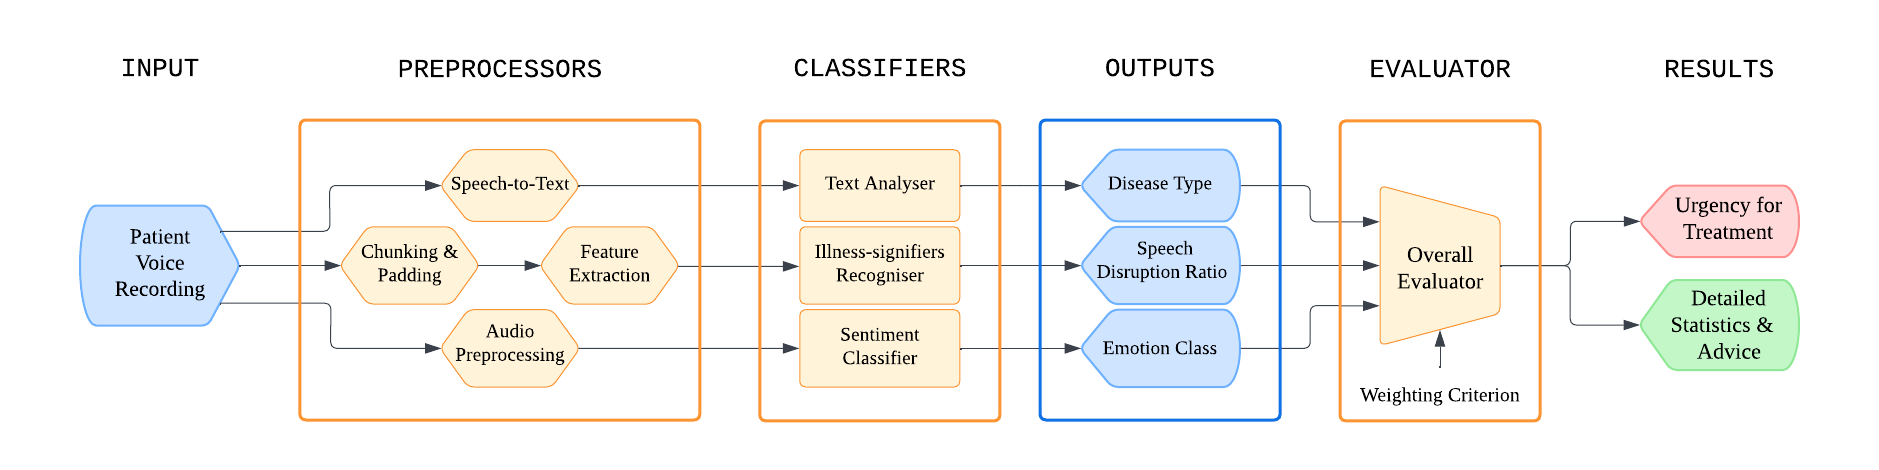 INPUT
PREPROCESSORS
CLASSIFIERS
OUTPUTS
EVALUATOR
RESULTS
Patient
Voice
Recording
Speech-to-Text
Chunking &
Padding
Feature
Extraction
Audio
Preprocessing
Text Analyser
Illness-signifiers
Recogniser
Sentiment
Classifier
Disease Type
Speech
Disruption Ratio
Emotion Class
Overall
Evaluator
Weighting Criterion
Urgency for
Treatment
Detailed
Statistics &
Advice